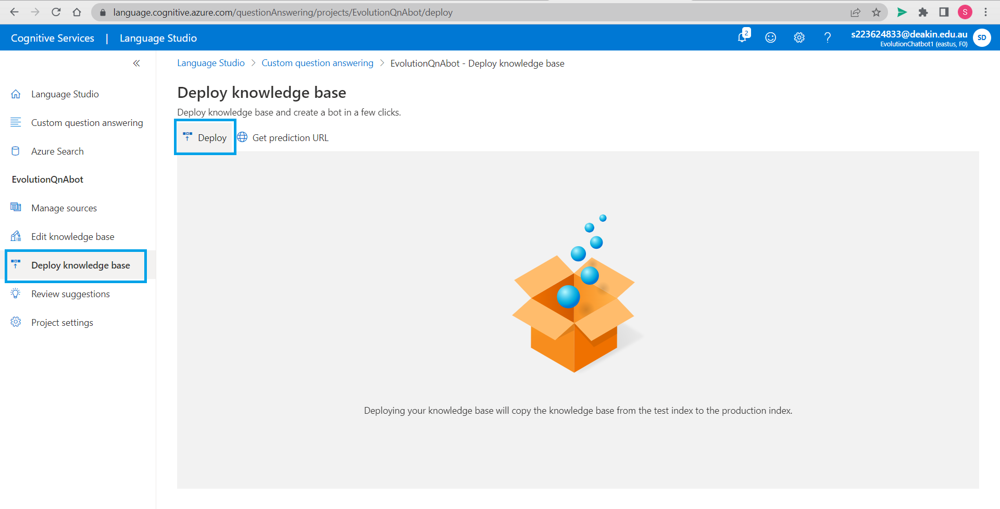 language.cognitive.azure.com/questionAnswering/projects/EvolutionQnAbot/deploy
S
Cognitive Services | Language Studio
2
?
s223624833@deakin.edu.au
EvolutionChatbot1 (eastus, F0)
SD
Language Studio > Custom question answering > EvolutionQnAbot - Deploy knowledge base
Language Studio
Custom question answering
Azure Search
EvolutionQnAbot
Manage sources
Edit knowledge base
Deploy knowledge base
Review suggestions
Project settings
Deploy knowledge base
Deploy knowledge base and create a bot in a few clicks.
Deploy
Get prediction URL
Deploying your knowledge base will copy the knowledge base from the test index to the production index.